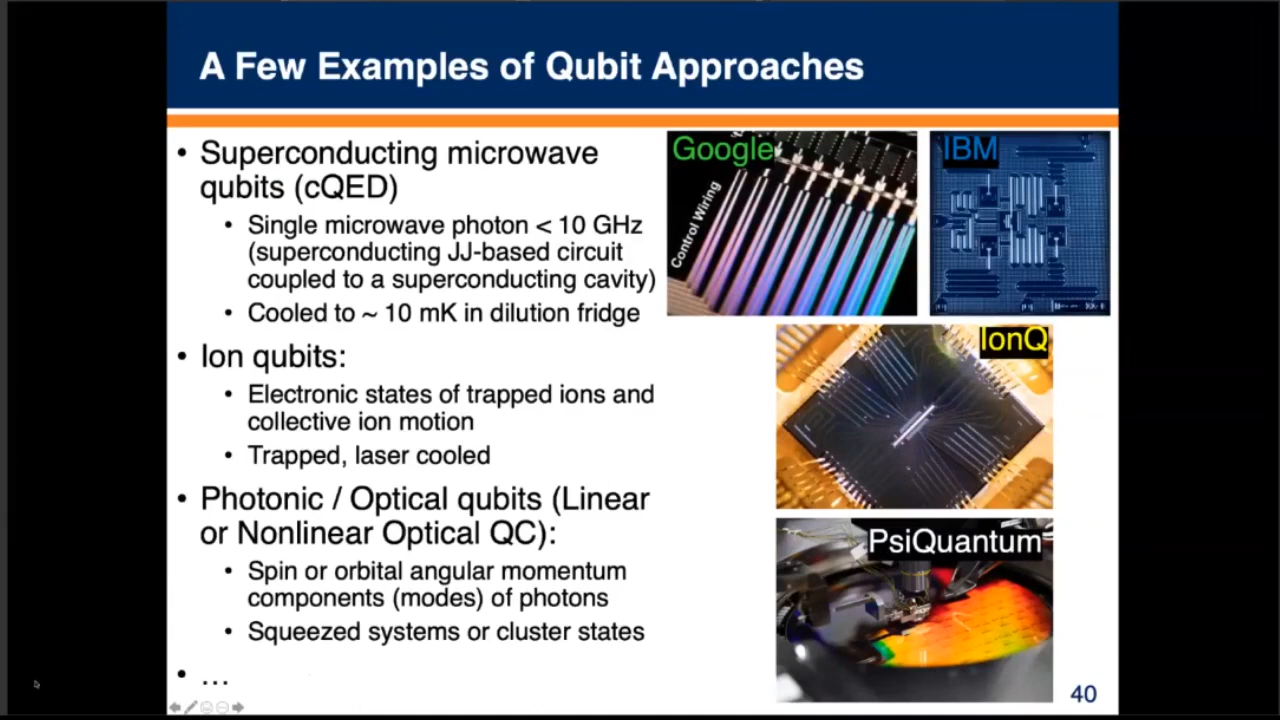 A Few Examples of Qubit Approaches
• Superconducting microwave
qubits (cQED)
• Single microwave photon < 10 GHz
(superconducting JJ-based circuit
coupled to a superconducting cavity)
• Cooled to ~ 10 mK in dilution fridge
• Ion qubits:
• Electronic states of trapped ions and
collective ion motion
• Trapped, laser cooled
• Photonic / Optical qubits (Linear
or Nonlinear Optical QC):
• Spin or orbital angular momentum
components (modes) of photons
• Squeezed systems or cluster states
• ...
Google
Control Wiring
IBM
IonQ
PsiQuantum
40